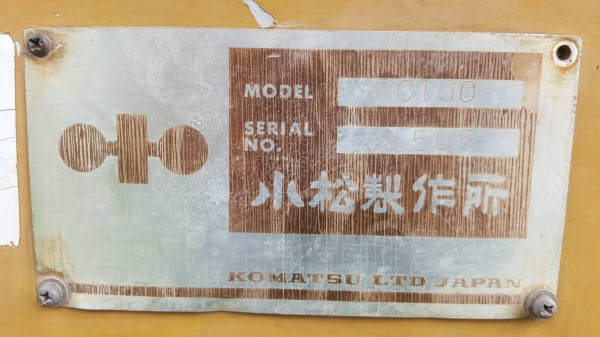 MODEL PC150
SERIAL NO. 505
小松製作所
KOMATSU LTD JAPAN